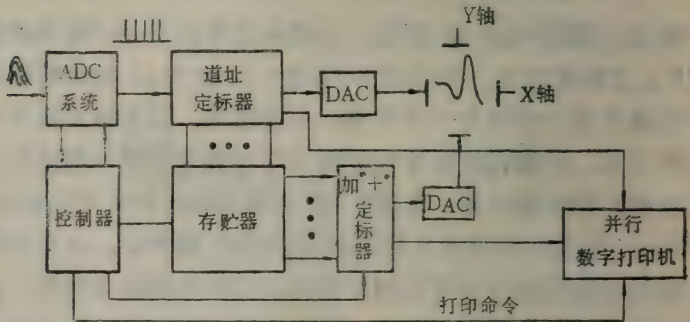 Y轴
ADC
系统
道址
定标器
DAC
X轴
控制器
存贮器
加"+"
定标器
DAC
并行
数字打印机
打印命令